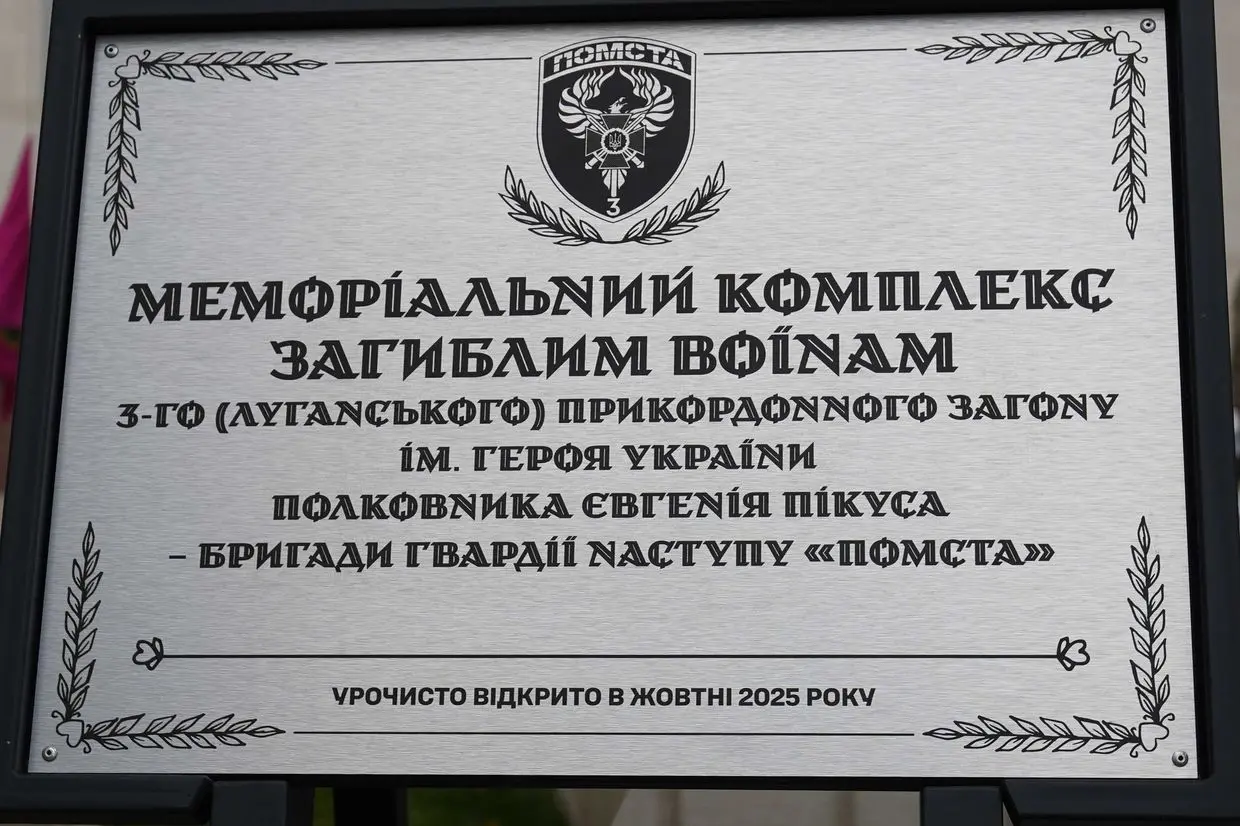 ПОМСТА
3
МЕМОРІАЛЬНИЙ КОМПЛЕКС
ЗАГИБЛИМ ВОЇНАМ
3-ГО (ЛУГАНСЬКОГО) ПРИКОРДОННОГО ЗАГОНУ
ІМ. ГЕРОЯ УКРАЇНИ
ПОЛКОВНИКА ЄВГЕНІЯ ПІКУСА
– БРИГАДИ ГВАРДІЇ НАСТУПУ «ПОМСТА»
УРОЧИСТО ВІДКРИТО В ЖОВТНІ 2025 РОКУ